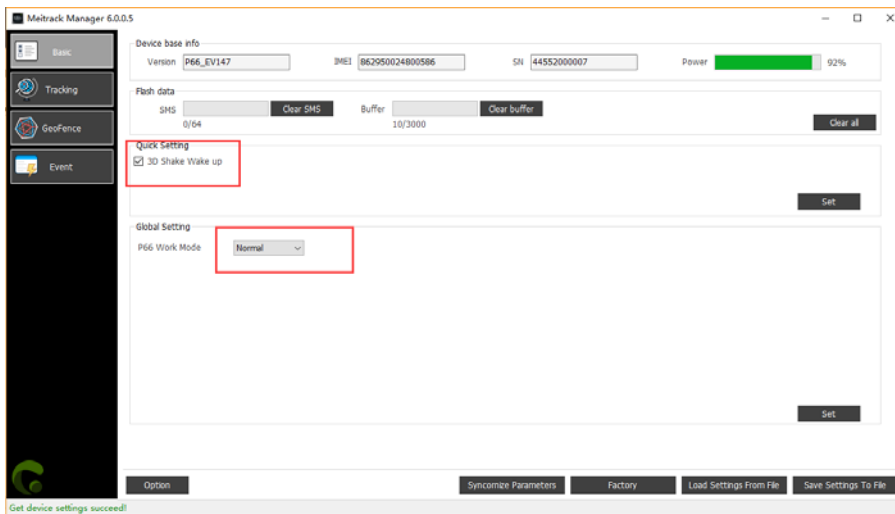 Meitrack Manager 6.0.0.5
Basic
Tracking
GeoFence
Event
Device base info
Version P66_EV147 IMEI 862950024800586 SN 44552000007 Power 92%
Flash data
SMS Clear SMS Buffer Clear buffer
0/64 10/3000 Clear all
Quick Setting
3D Shake Wake up
Set
Global Setting
P66 Work Mode Normal
Set
Option Syncomize Parameters Factory Load Settings From File Save Settings To File
Get device settings succeed!